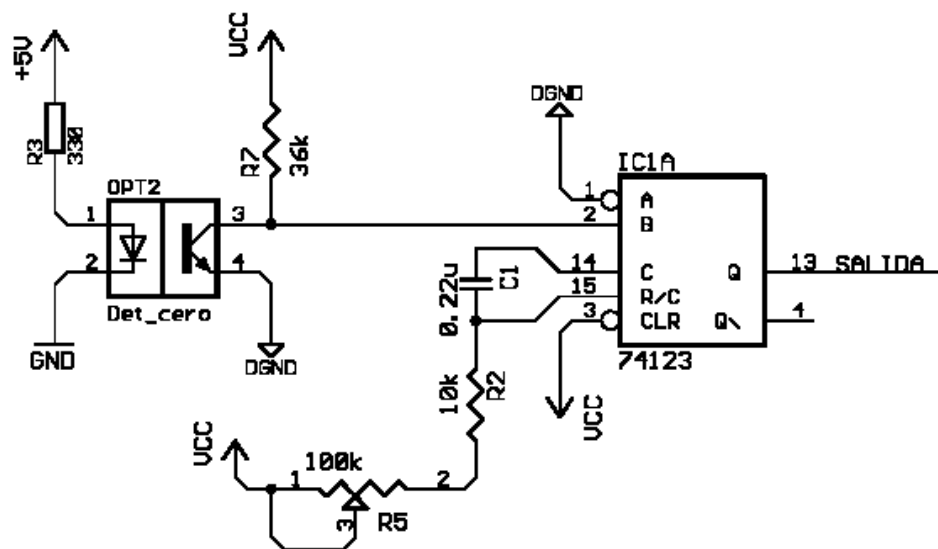 +5V
VCC
R3
330
R7
36k
DGND
IC1A
OPT2
1
2
3
4
Det_cero
GND
DGND
1
2
14
15
3
A
B
C
R/C
CLR
Q
Q\
13
SALIDA
4
74123
0.22u
C1
10k
R2
VCC
VCC
1
100k
2
3
R5